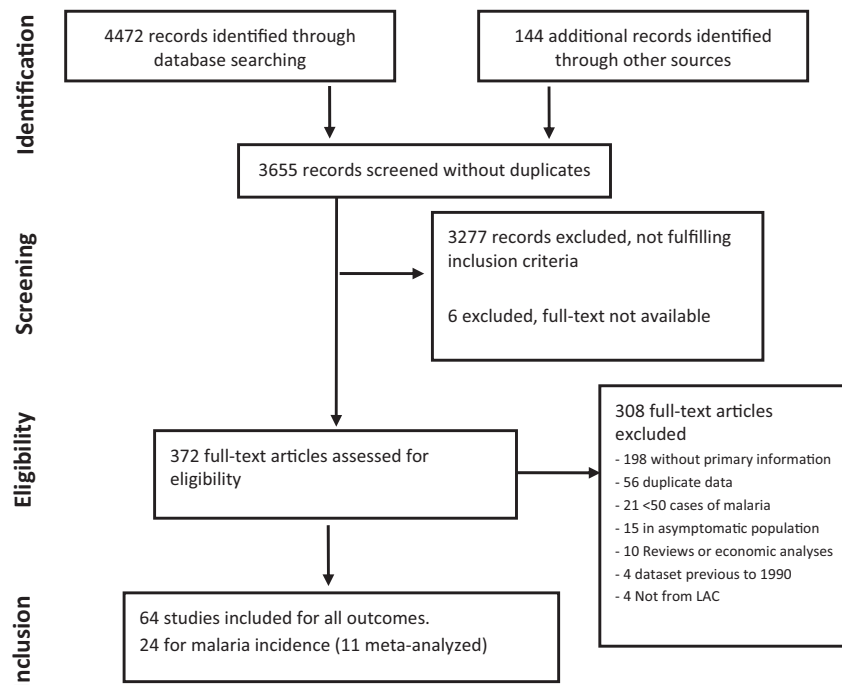 Identification
4472 records identified through
database searching
144 additional records identified
through other sources
3655 records screened without duplicates
Screening
3277 records excluded, not fulfilling
inclusion criteria
6 excluded, full-text not available
Eligibility
372 full-text articles assessed for
eligibility
308 full-text articles
excluded
- 198 without primary information
- 56 duplicate data
- 21 <50 cases of malaria
- 15 in asymptomatic population
- 10 Reviews or economic analyses
- 4 dataset previous to 1990
- 4 Not from LAC
nclusion
64 studies included for all outcomes.
24 for malaria incidence (11 meta-analyzed)